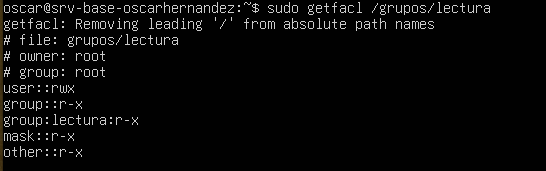 oscar@srv-base-oscarhernandez:~$ sudo getfacl /grupos/lectura
getfacl: Removing leading '/' from absolute path names
# file: grupos/lectura
# owner: root
# group: root
user::rwx
group::r-x
group:lectura:r-x
mask::r-x
other::r-x